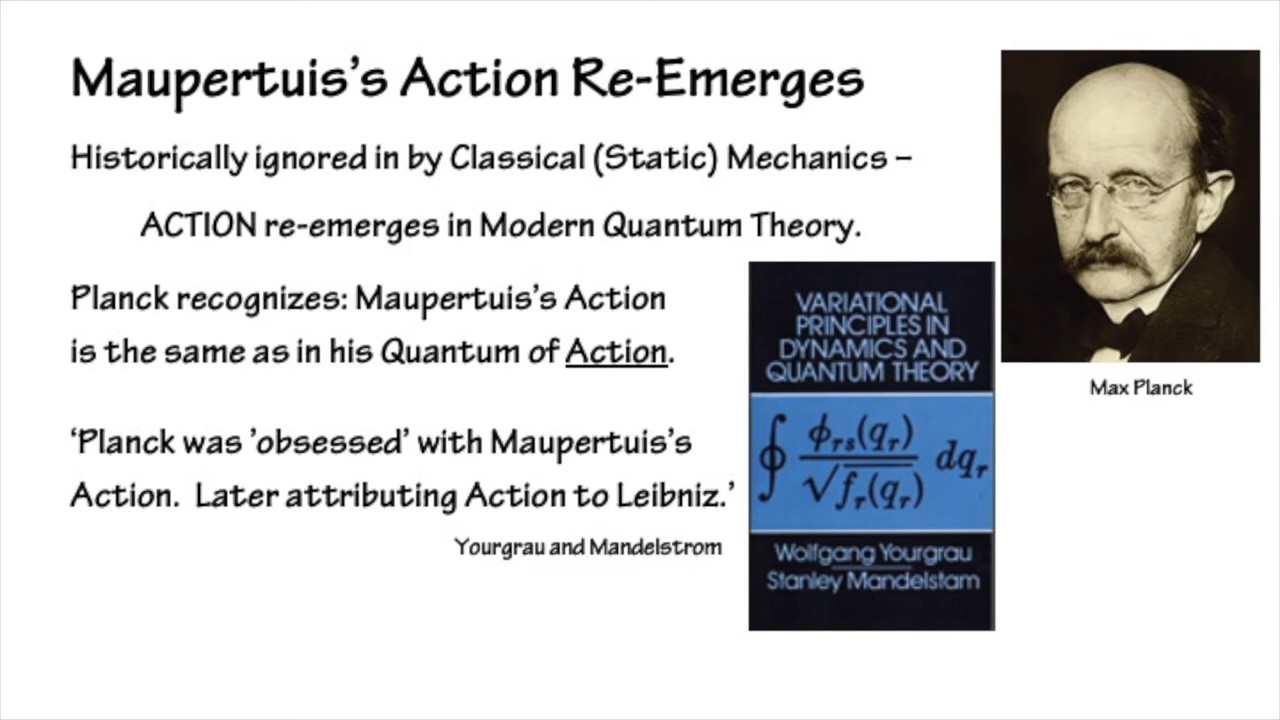 Maupertuis's Action Re-Emerges
Historically ignored in by Classical (Static) Mechanics –
ACTION re-emerges in Modern Quantum Theory.
Planck recognizes: Maupertuis's Action
is the same as in his Quantum of Action.
'Planck was 'obsessed' with Maupertuis's
Action. Later attributing Action to Leibniz.'
Yourgrau and Mandelstrom
VARIATIONAL
PRINCIPLES IN
DYNAMICS AND
QUANTUM THEORY
∮ ϕrs(qr) / √fr(qr) dqr
Wolfgang Yourgrau
Stanley Mandelstam
Max Planck